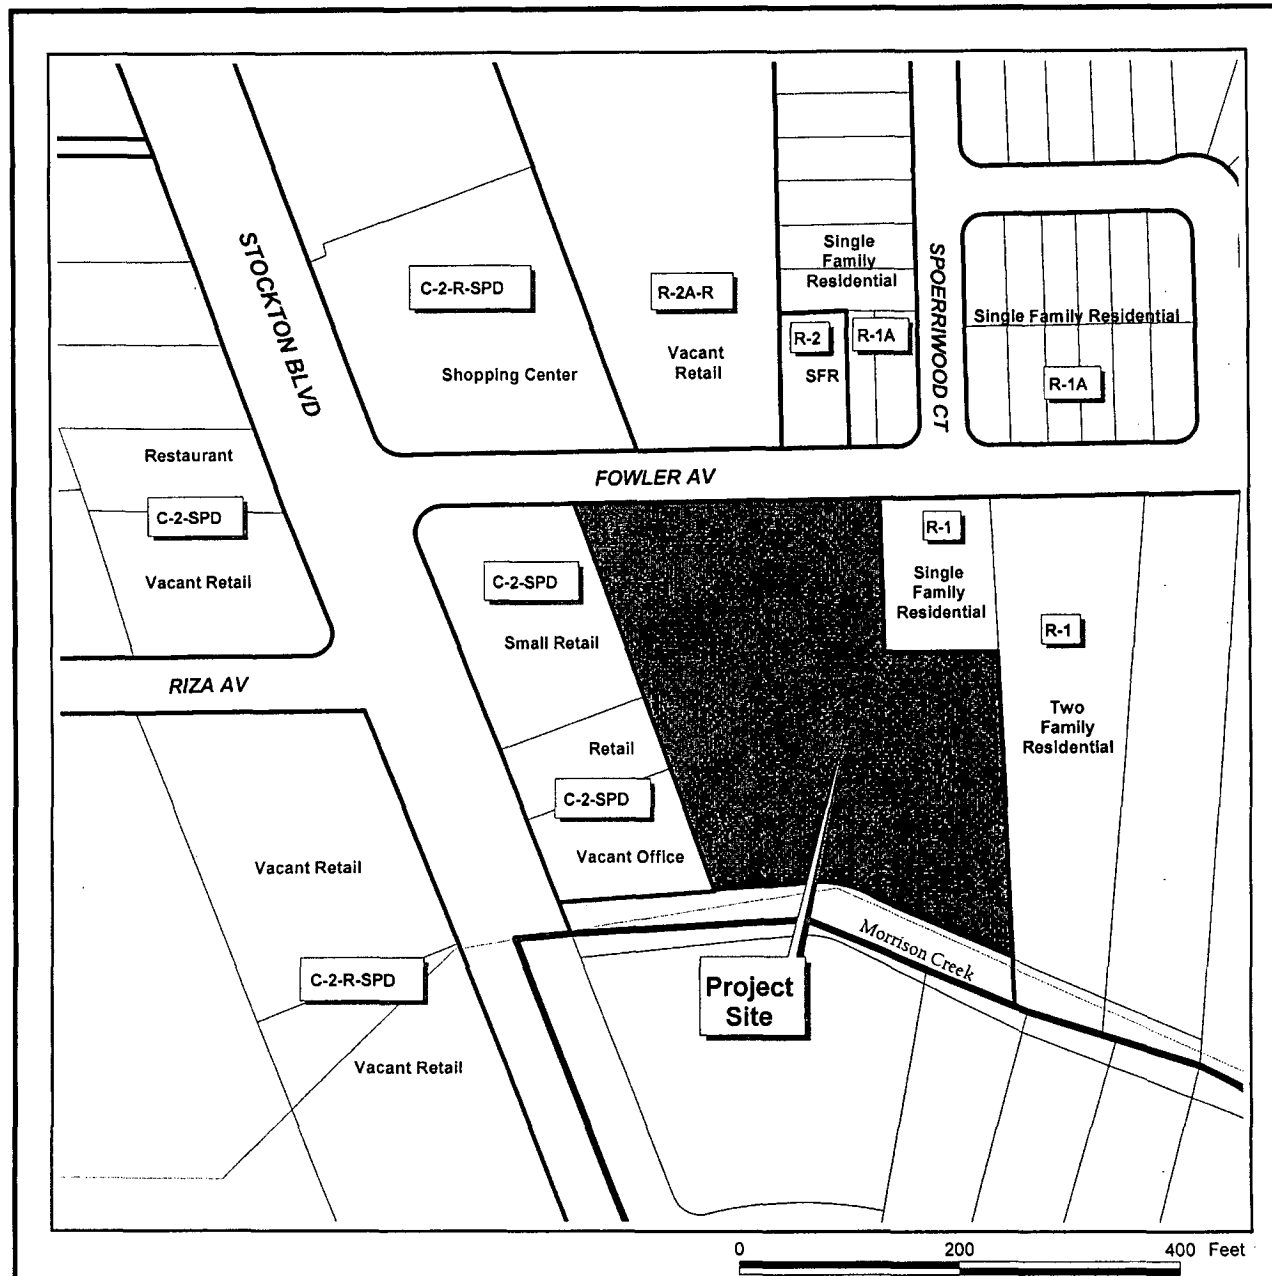 STOCKTON BLVD
C-2-R-SPD
Shopping Center
R-2A-R
Vacant
Retail
Single
Family
Residential
R-2
SFR
R-1A
SPOERRIWOOD CT
Single Family Residential
R-1A
Restaurant
C-2-SPD
Vacant Retail
FOWLER AV
RIZA AV
C-2-SPD
Small Retail
Retail
C-2-SPD
Vacant Office
R-1
Single
Family
Residential
R-1
Two
Family
Residential
Vacant Retail
C-2-R-SPD
Vacant Retail
Morrison Creek
Project
Site
0 200 400 Feet